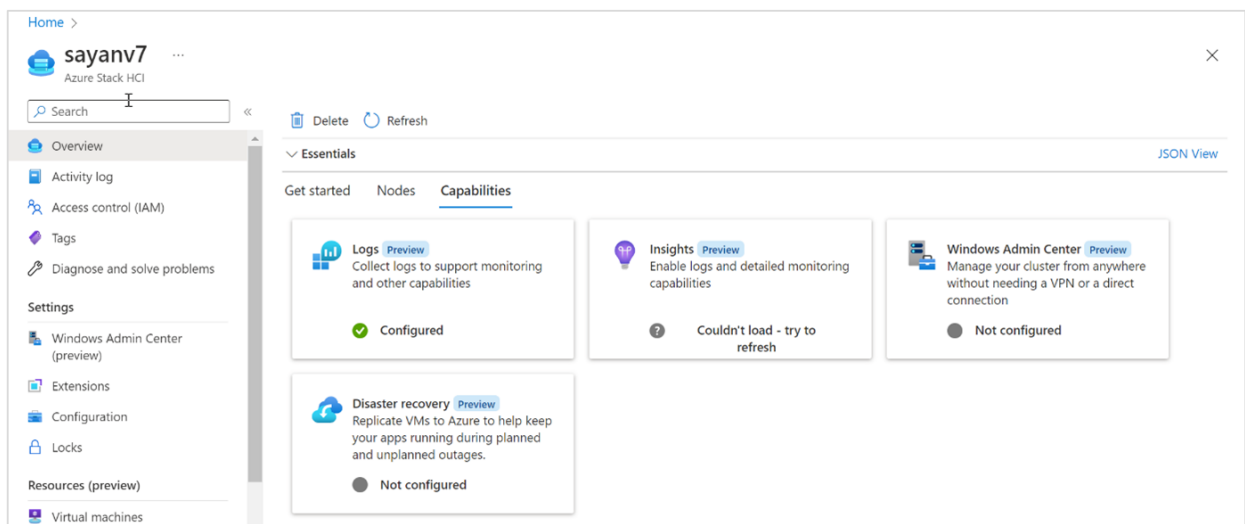 Home >
sayanv7 ...
Azure Stack HCI
Search
«
Overview
Activity log
Access control (IAM)
Tags
Diagnose and solve problems
Settings
Windows Admin Center
(preview)
Extensions
Configuration
Locks
Resources (preview)
Virtual machines
Delete Refresh
Essentials
JSON View
Get started Nodes Capabilities
Logs Preview
Collect logs to support monitoring
and other capabilities
Configured
Insights Preview
Enable logs and detailed monitoring
capabilities
Couldn't load - try to
refresh
Windows Admin Center Preview
Manage your cluster from anywhere
without needing a VPN or a direct
connection
Not configured
Disaster recovery Preview
Replicate VMs to Azure to help keep
your apps running during planned
and unplanned outages.
Not configured